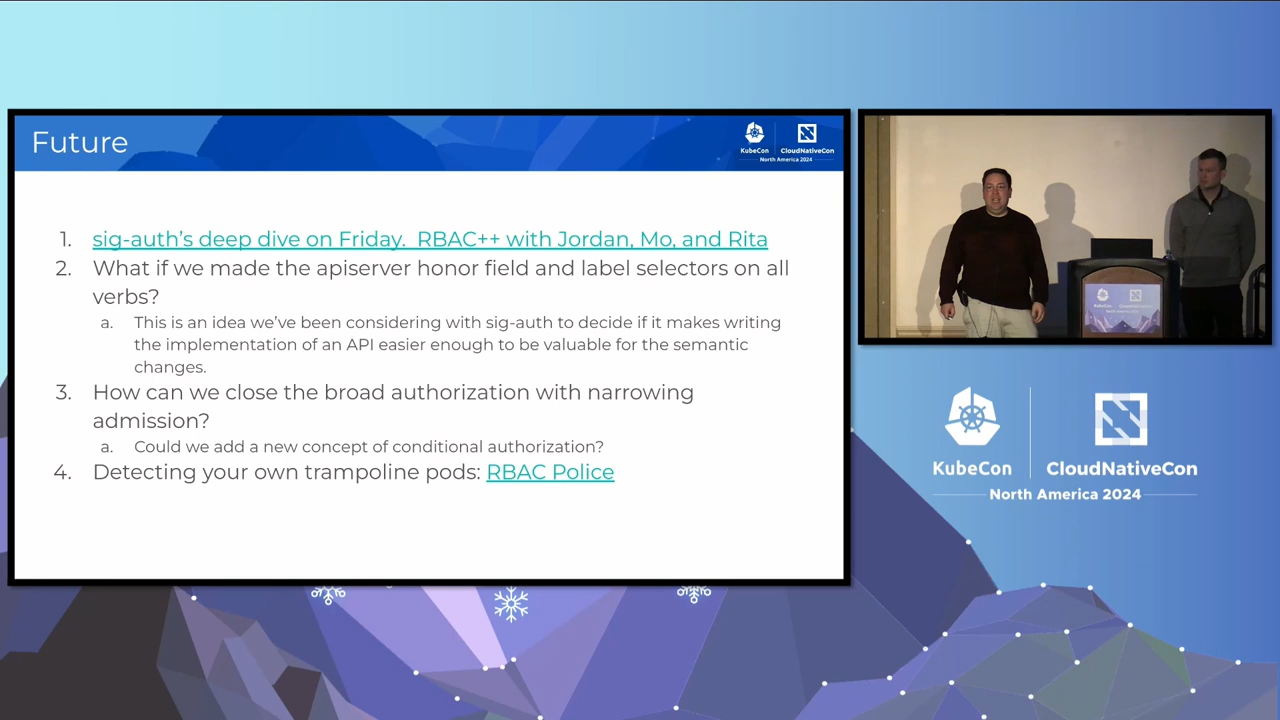 Future
KubeCon
CloudNativeCon
North America 2024
1. sig-auth's deep dive on Friday. RBAC++ with Jordan, Mo, and Rita
2. What if we made the apiserver honor field and label selectors on all
verbs?
a. This is an idea we've been considering with sig-auth to decide if it makes writing
the implementation of an API easier enough to be valuable for the semantic
changes.
3. How can we close the broad authorization with narrowing
admission?
a. Could we add a new concept of conditional authorization?
4. Detecting your own trampoline pods: RBAC Police
KubeCon
CloudNativeCon
North America 2024